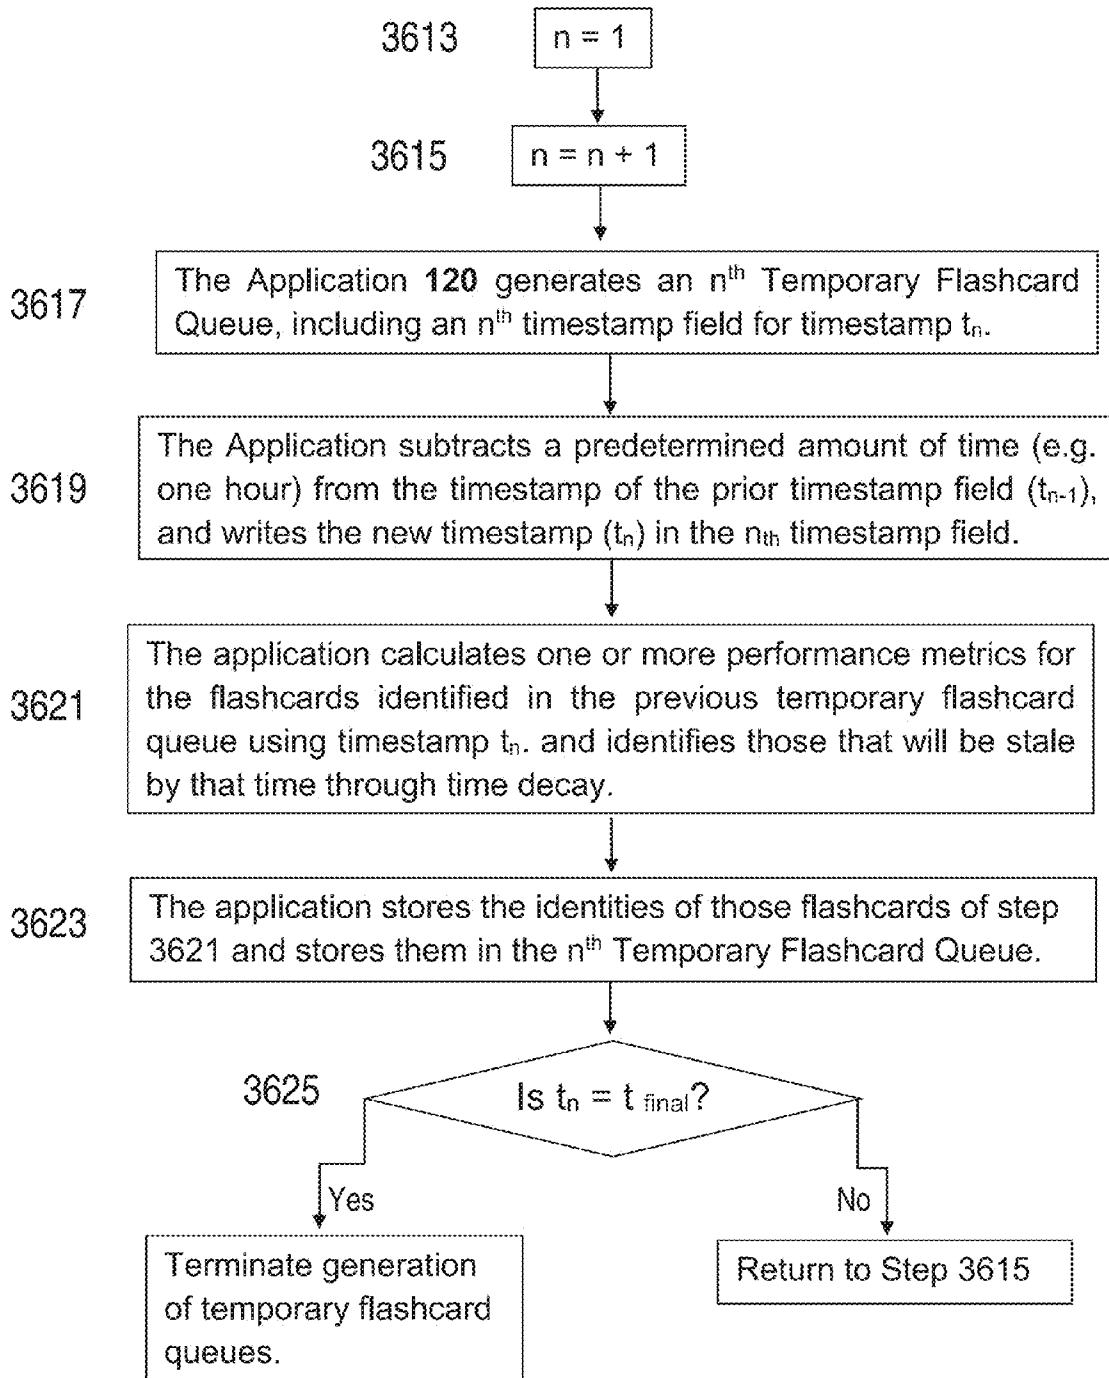 3613
n = 1
3615
n = n + 1
3617
The Application 120 generates an nth Temporary Flashcard
Queue, including an nth timestamp field for timestamp tn.
3619
The Application subtracts a predetermined amount of time (e.g.
one hour) from the timestamp of the prior timestamp field (tn-1),
and writes the new timestamp (tn) in the nth timestamp field.
3621
The application calculates one or more performance metrics for
the flashcards identified in the previous temporary flashcard
queue using timestamp tn. and identifies those that will be stale
by that time through time decay.
3623
The application stores the identities of those flashcards of step
3621 and stores them in the nth Temporary Flashcard Queue.
3625
Is tn = t final?
Yes
No
Terminate generation
of temporary flashcard
queues.
Return to Step 3615